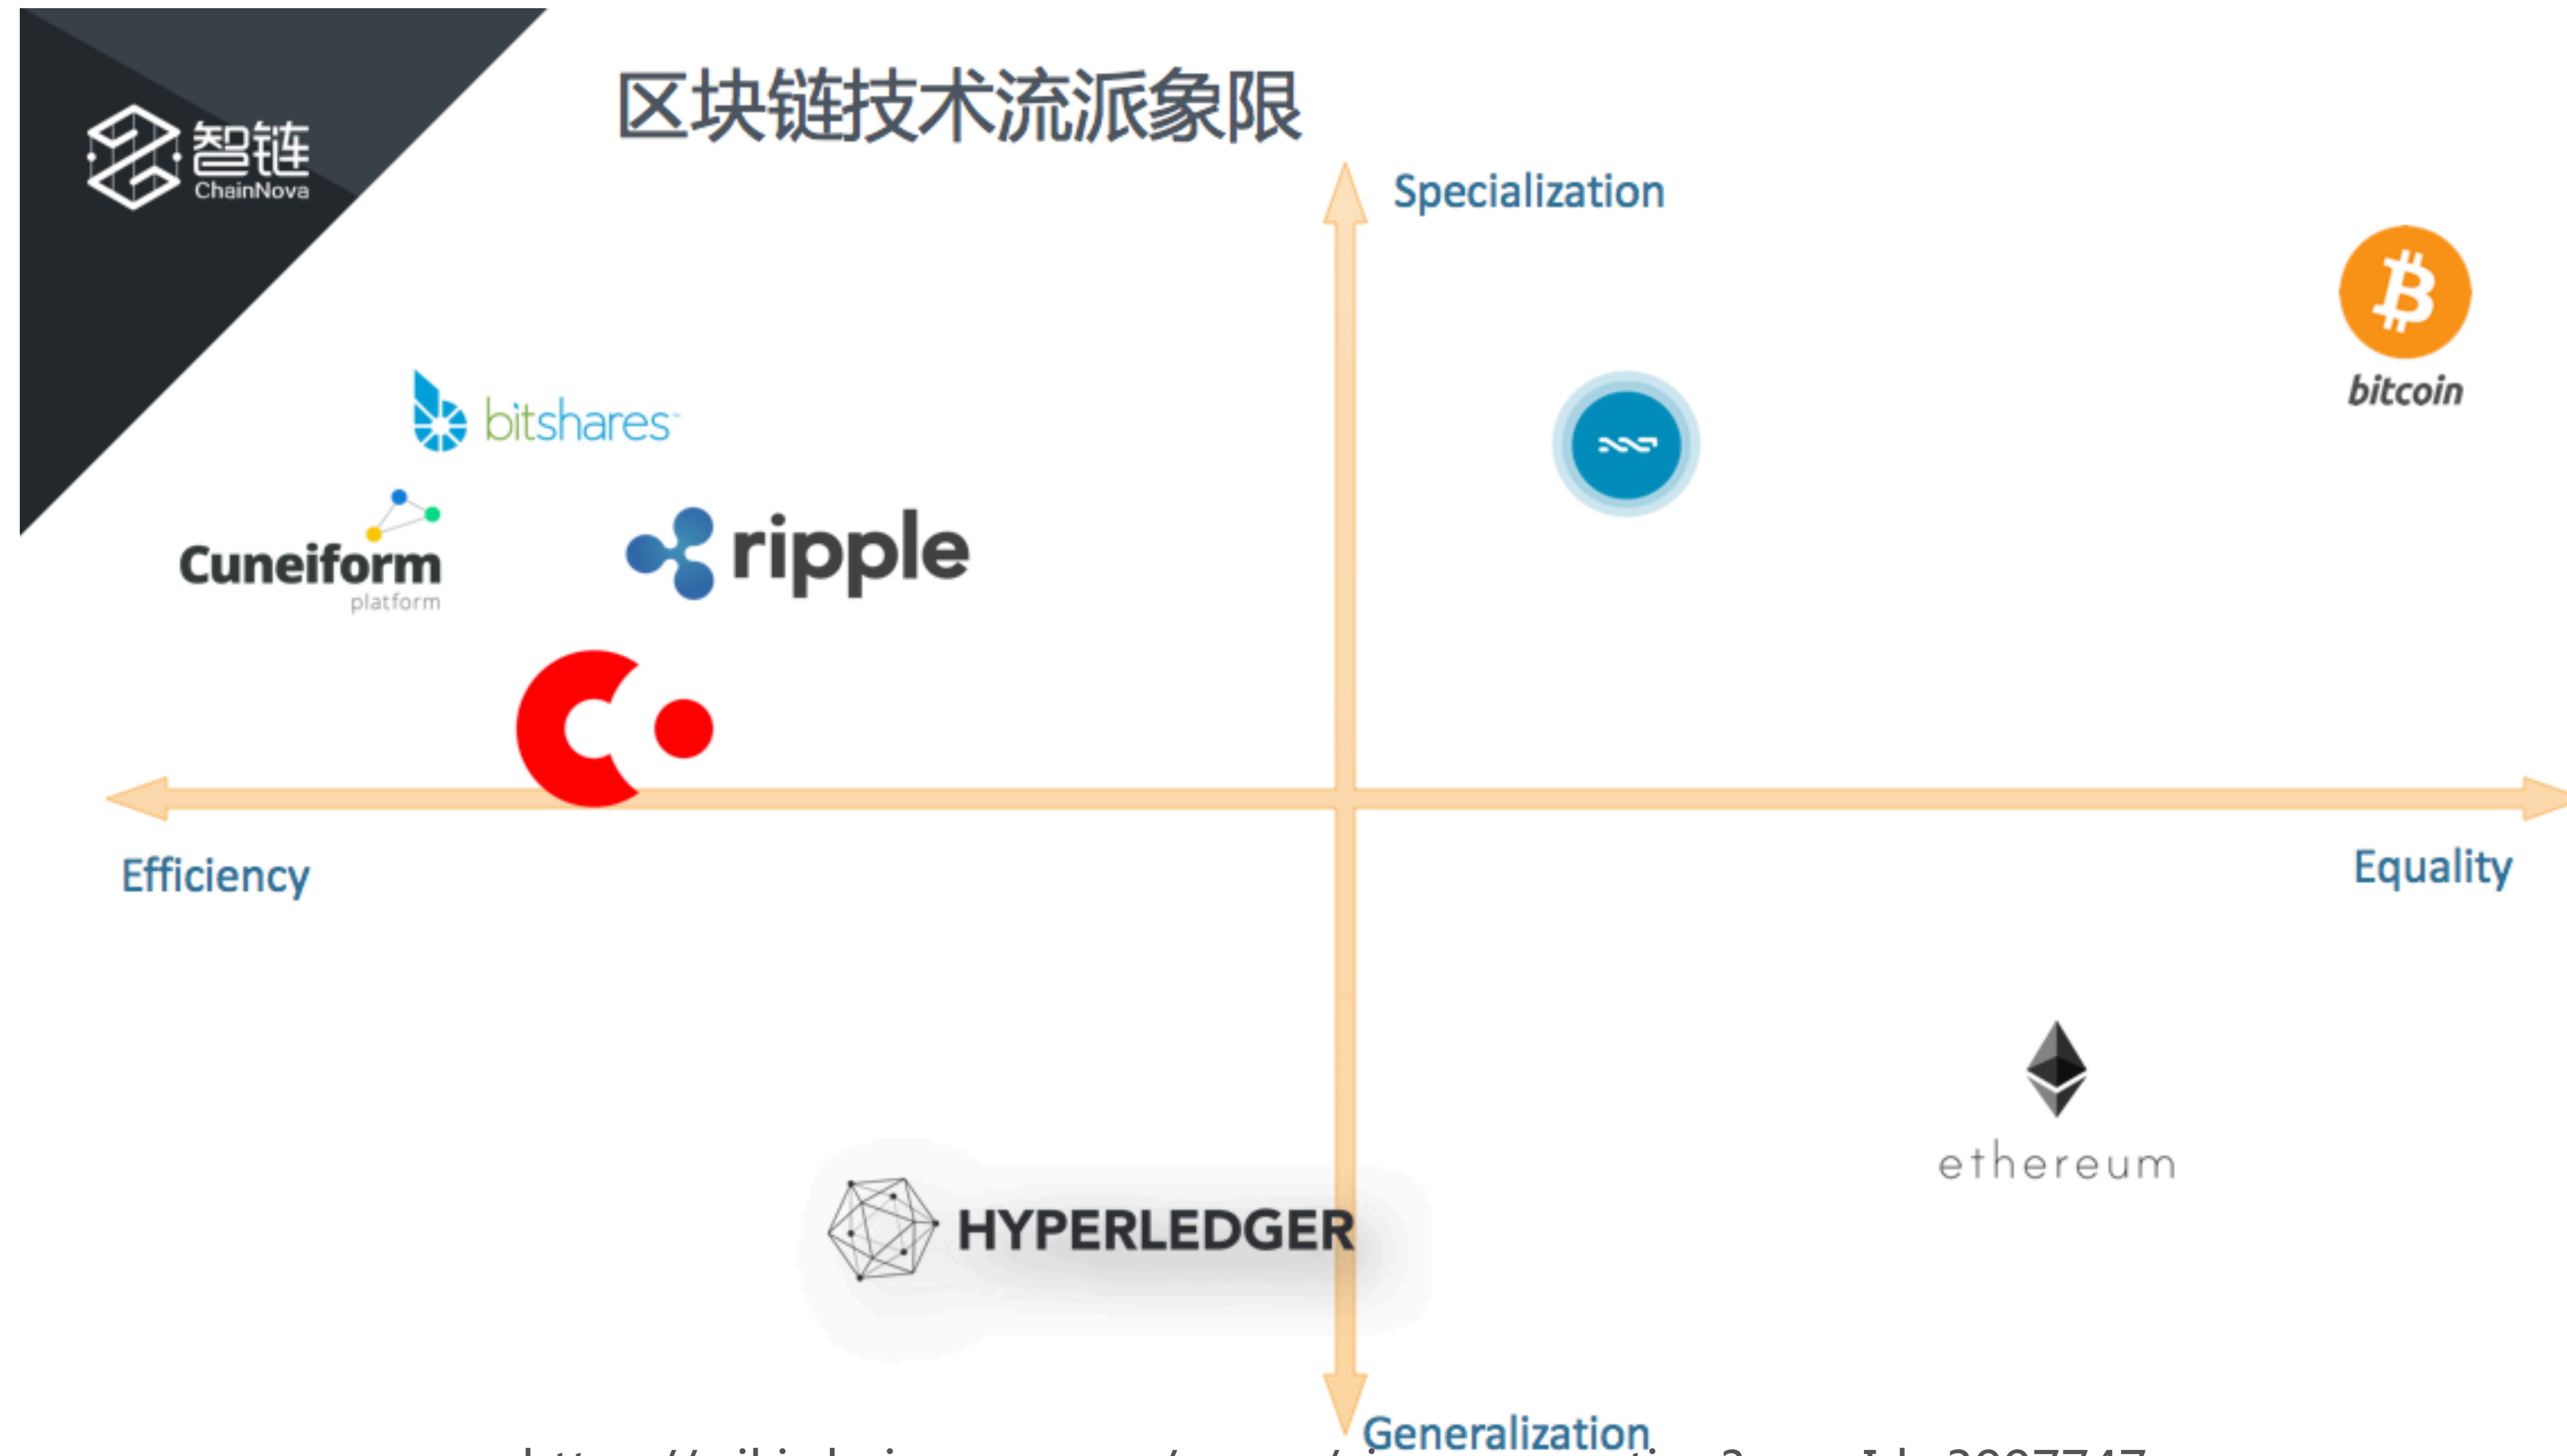 区块链技术流派象限
智链
ChainNova
Specialization
bitcoin
bitshares
Cuneiform
platform
ripple
Efficiency
Equality
ethereum
HYPERLEDGER
Generalization